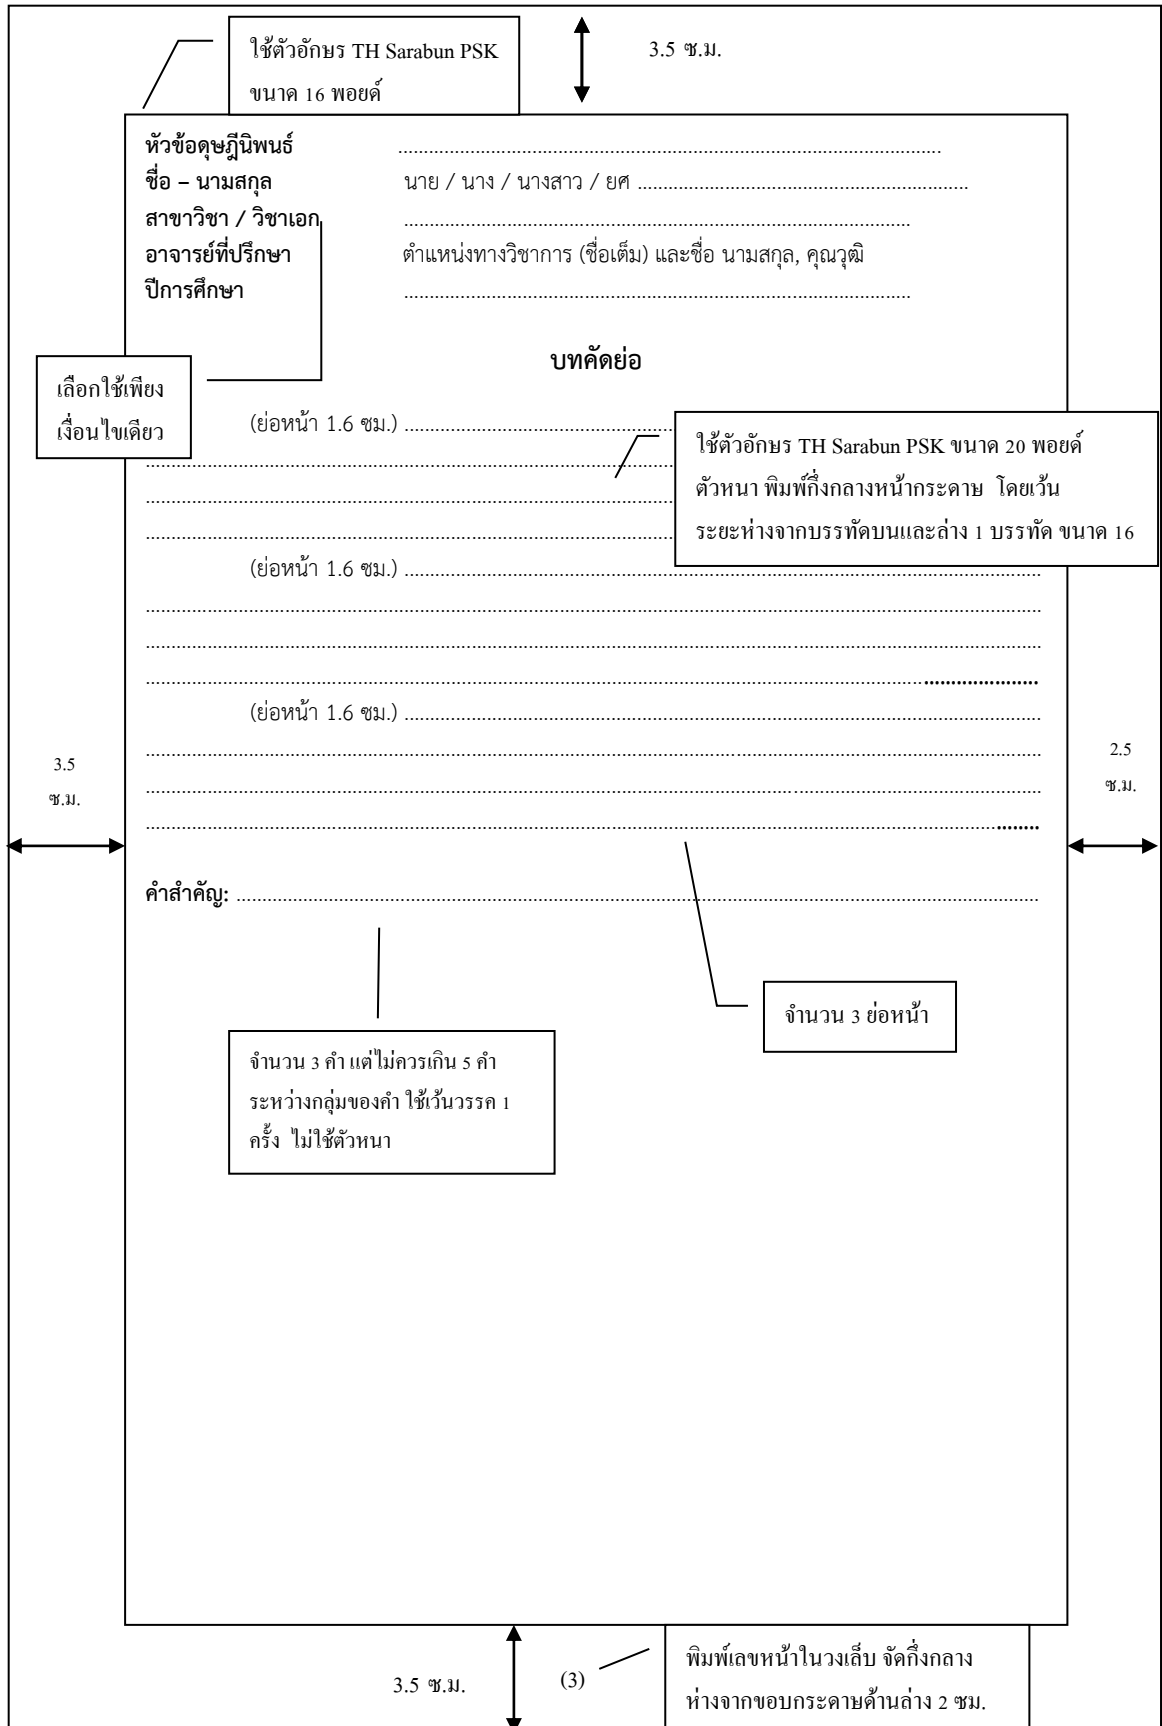 ใช้ตัวอักษร TH Sarabun PSK
ขนาด 16 พอยด์
3.5 ซ.ม.
หัวข้อดุษฎีนิพนธ์ ..........................................................................................................
ชื่อ – นามสกุล นาย / นาง / นางสาว / ยศ .................................................................
สาขาวิชา / วิชาเอก ...................................................................................................
อาจารย์ที่ปรึกษา ตำแหน่งทางวิชาการ (ชื่อเต็ม) และชื่อ นามสกุล, คุณวุฒิ
ปีการศึกษา ...................................................................................................
บทคัดย่อ
เลือกใช้เพียง
เงื่อนไขเดียว
(ย่อหน้า 1.6 ซม.) ....................................................
ใช้ตัวอักษร TH Sarabun PSK ขนาด 20 พอยด์
ตัวหนา พิมพ์กึ่งกลางหน้ากระดาษ โดยเว้น
ระยะห่างจากบรรทัดบนและล่าง 1 บรรทัด ขนาด 16
(ย่อหน้า 1.6 ซม.) ............................................................................................................................
(ย่อหน้า 1.6 ซม.) ............................................................................................................................
3.5
ซ.ม.
2.5
ซ.ม.
คำสำคัญ: ............................................................................................................................................................
จำนวน 3 ย่อหน้า
จำนวน 3 คำ แต่ไม่ควรเกิน 5 คำ
ระหว่างกลุ่มของคำ ใช้เว้นวรรค 1
ครั้ง ไม่ใช้ตัวหนา
3.5 ซ.ม.
(3)
พิมพ์เลขหน้าในวงเล็บ จัดกึ่งกลาง
ห่างจากขอบกระดาษด้านล่าง 2 ซม.